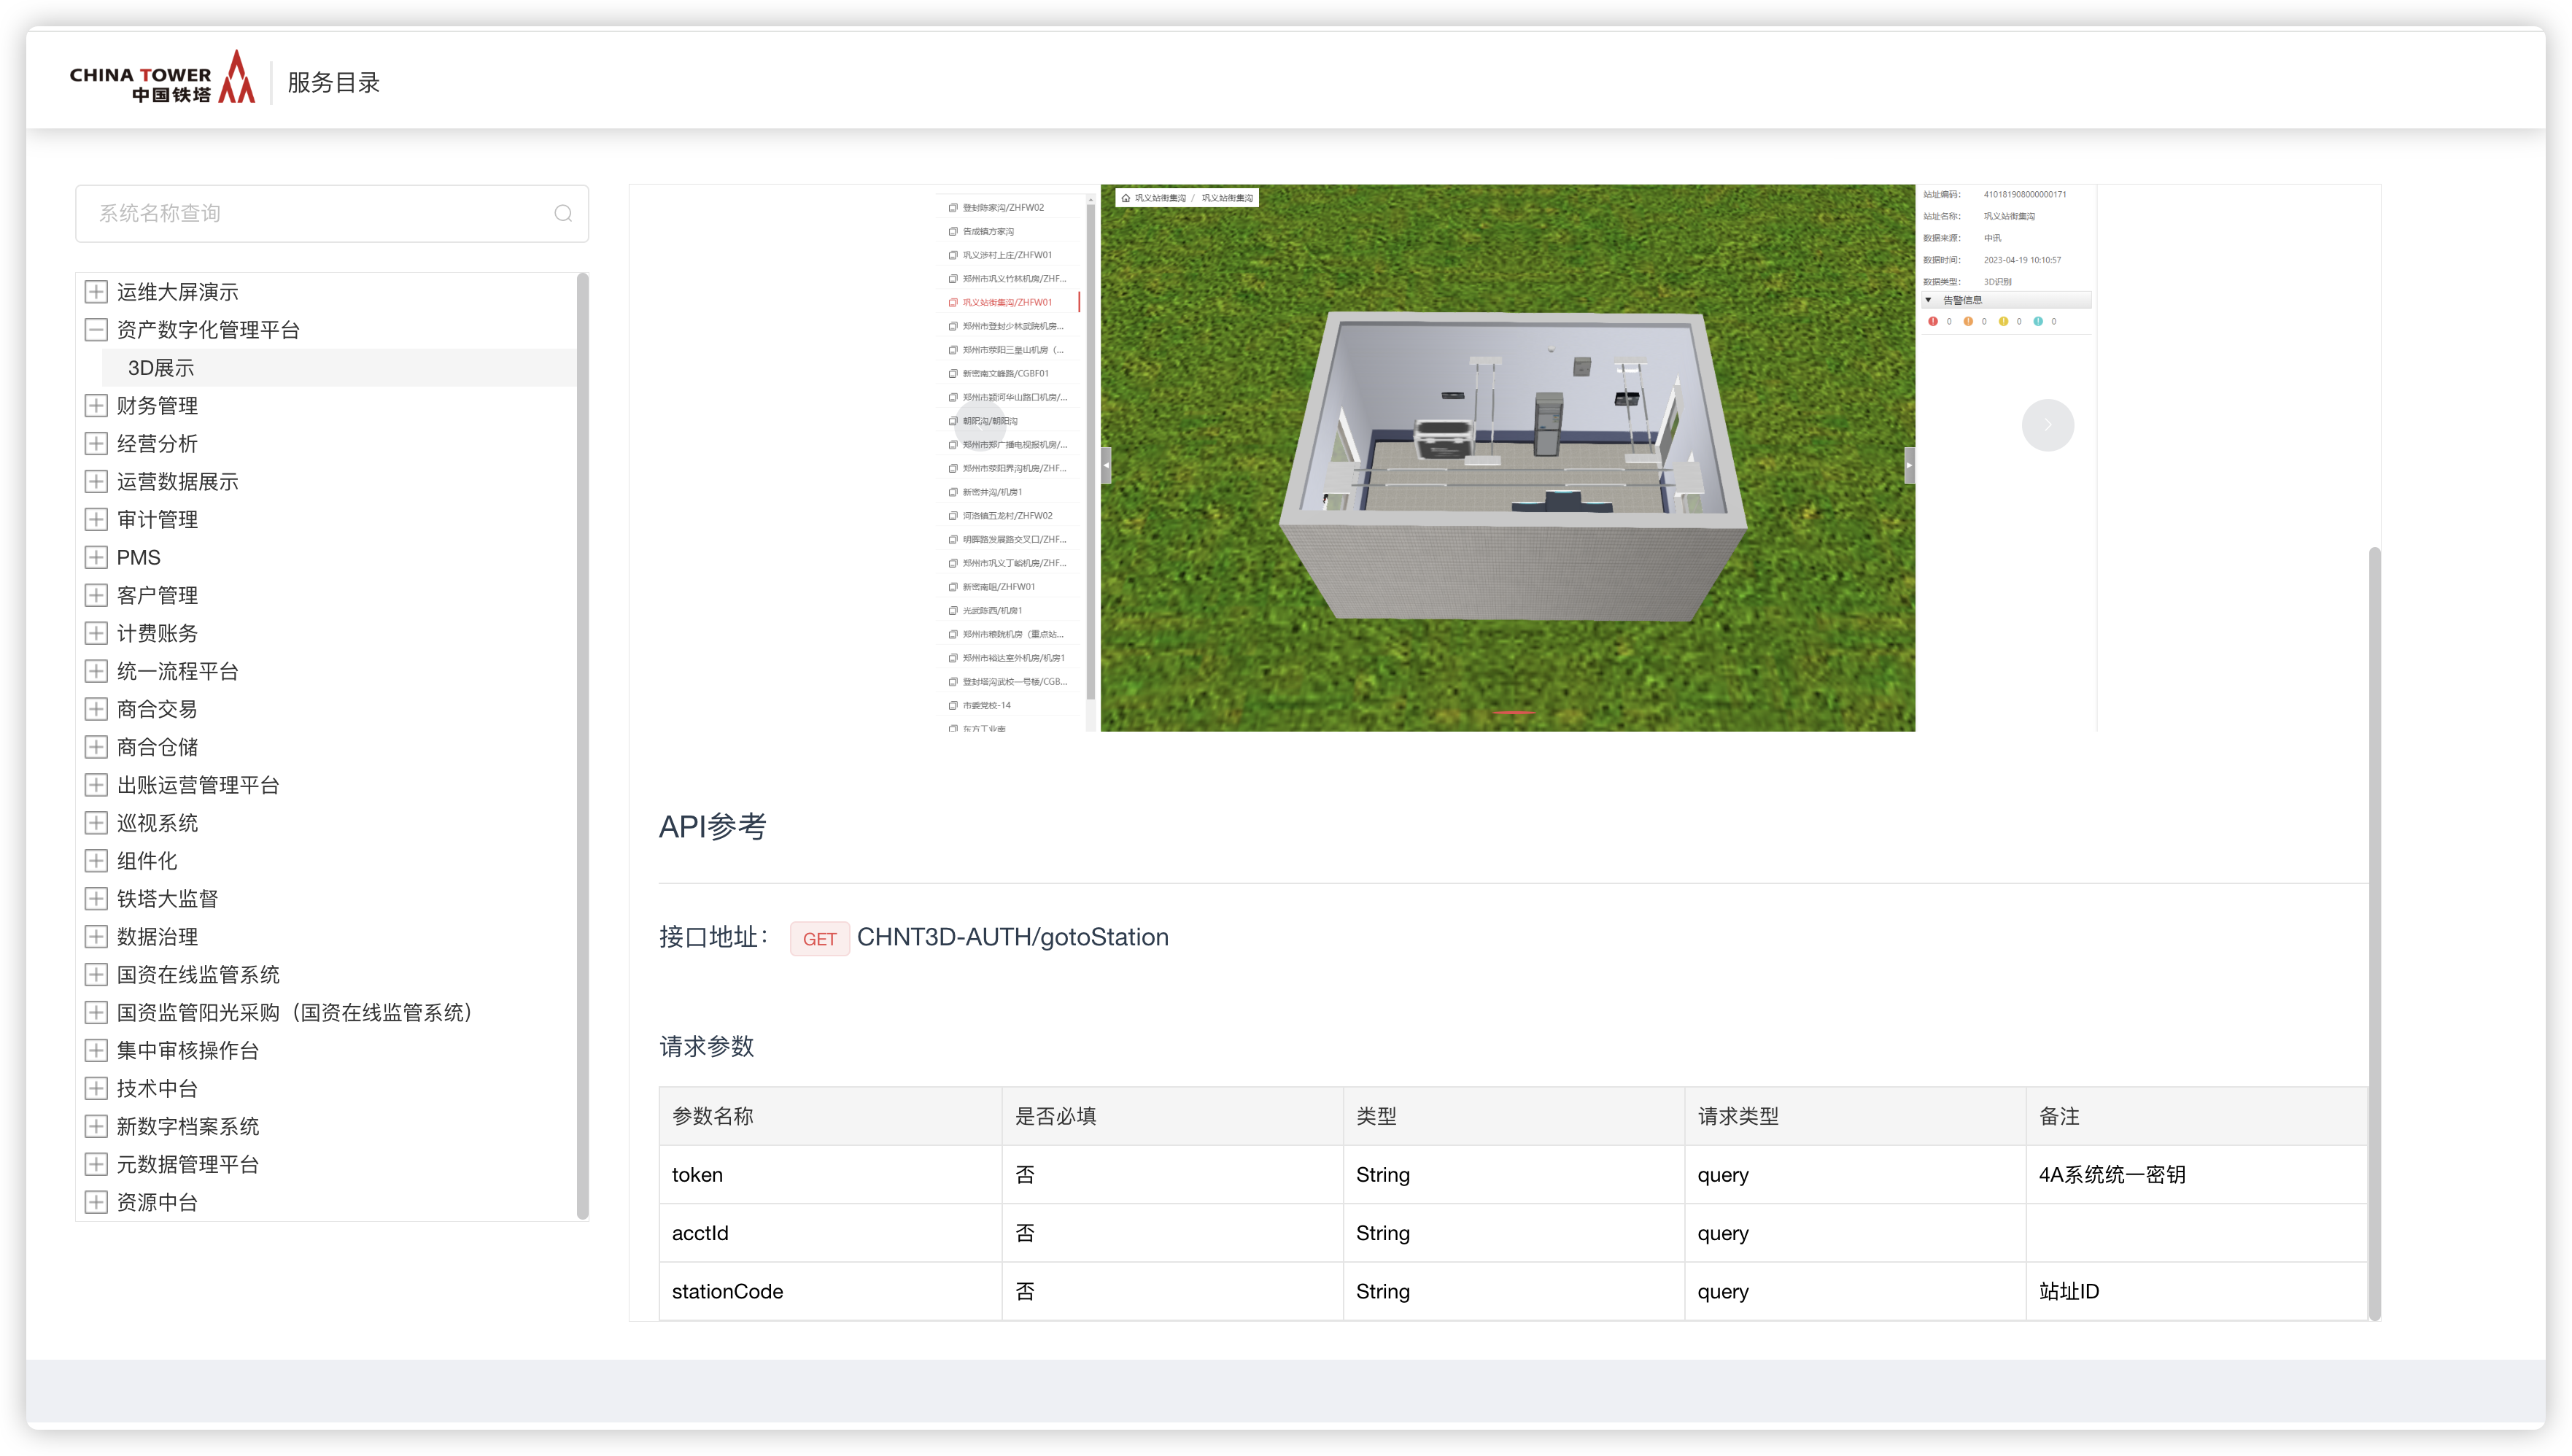 CHINA TOWER
中国铁塔
服务目录
系统名称查询
运维大屏演示
资产数字化管理平台
3D展示
财务管理
经营分析
运营数据展示
审计管理
PMS
客户管理
计费账务
统一流程平台
商合交易
商合仓储
出账运营管理平台
巡视系统
组件化
铁塔大监督
数据治理
国资在线监管系统
国资监管阳光采购（国资在线监管系统）
集中审核操作台
技术中台
新数字档案系统
元数据管理平台
资源中台
登封陈家沟/ZHFW02
告成镇方家沟
巩义涉村上庄/ZHFW01
郑州市巩义竹林机房/ZHF...
巩义站街集沟/ZHFW01
郑州市登封少林武院机房...
郑州市荥阳三皇山机房（...
新密南文峰路/CGBF01
郑州市颍河华山路口机房/...
朝阳沟/朝阳沟
郑州市郑广播电视报机房/...
郑州市荥阳界沟机房/ZHF...
新密井沟/机房1
河洛镇五龙村/ZHFW02
明晖路发展路交叉口/ZHF...
郑州市巩义丁峪机房/ZHF...
新密南咀/ZHFW01
光武陈西/机房1
郑州市粮院机房（重点站...
郑州市裕达室外机房/机房1
登封塔沟武校一号楼/CGB...
市委党校-14
东方工业南
巩义站街集沟 / 巩义站街集沟
站址编码： 410181908000000171
站址名称： 巩义站街集沟
数据来源： 中讯
数据时间： 2023-04-19 10:10:57
数据类型： 3D识别
告警信息
0 0 0 0
API参考
接口地址： GET CHNT3D-AUTH/gotoStation
请求参数
参数名称 是否必填 类型 请求类型 备注
token 否 String query 4A系统统一密钥
acctId 否 String query
stationCode 否 String query 站址ID